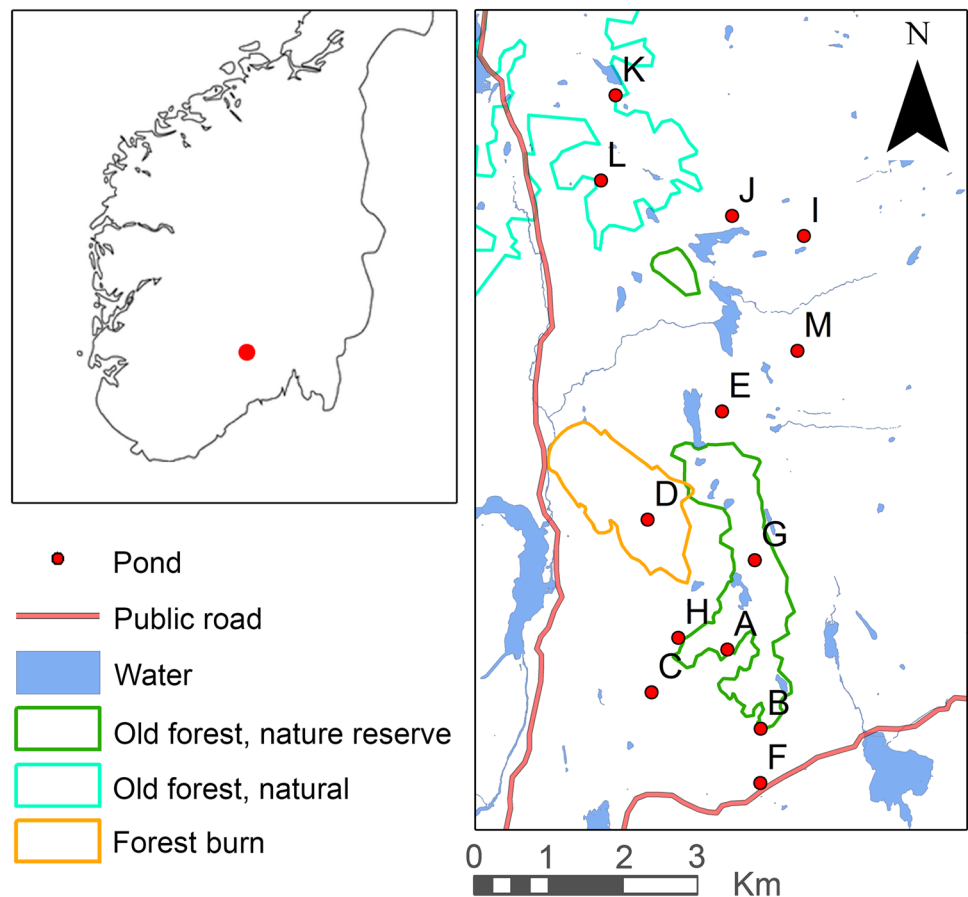 N
K
L
J
I
M
E
D
G
H
A
C
B
F
Pond
Public road
Water
Old forest, nature reserve
Old forest, natural
Forest burn
0 1 2 3
Km